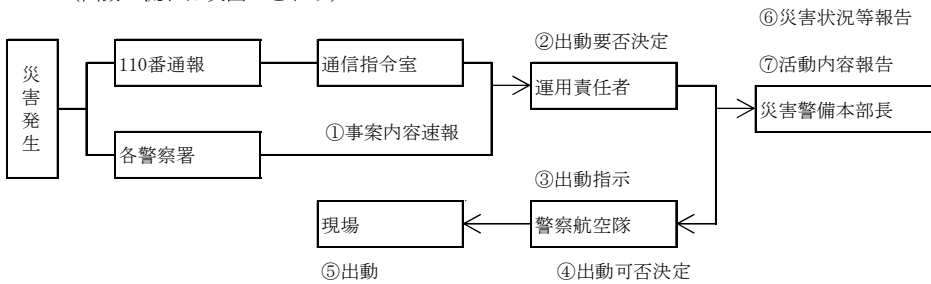 ⑥災害状況等報告
②出動要否決定
災害発生
110番通報
通信指令室
運用責任者
⑦活動内容報告
災害警備本部長
①事案内容速報
各警察署
③出動指示
現場
警察航空隊
⑤出動
④出動可否決定